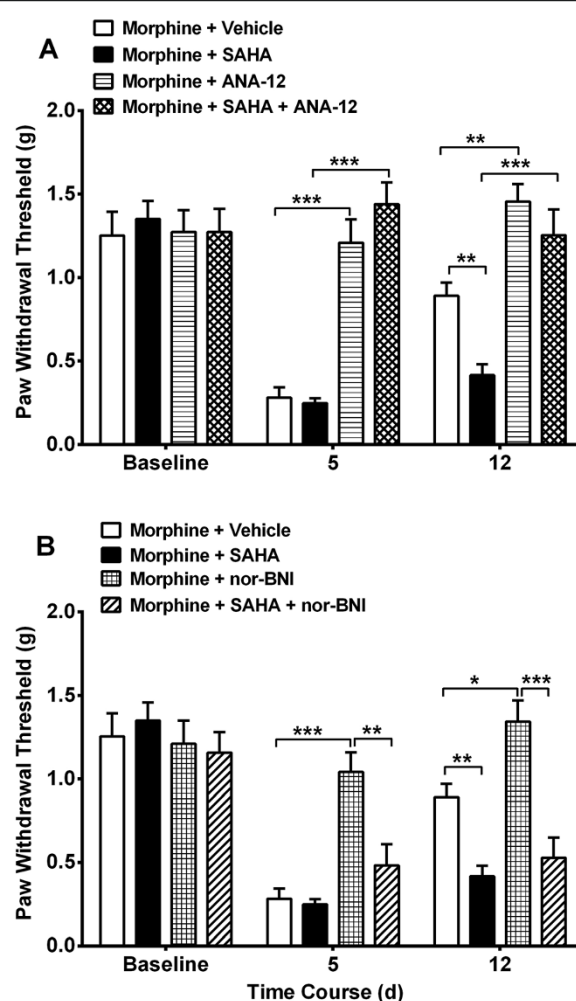 A
Morphine + Vehicle
Morphine + SAHA
Morphine + ANA-12
Morphine + SAHA + ANA-12
Paw Withdrawal Threshold (g)
2.0
1.5
1.0
0.5
0.0
***
***
**
***
**
Baseline
5
12
B
Morphine + Vehicle
Morphine + SAHA
Morphine + nor-BNI
Morphine + SAHA + nor-BNI
Paw Withdrawal Threshold (g)
2.0
1.5
1.0
0.5
0.0
***
**
*
***
**
Baseline
5
12
Time Course (d)